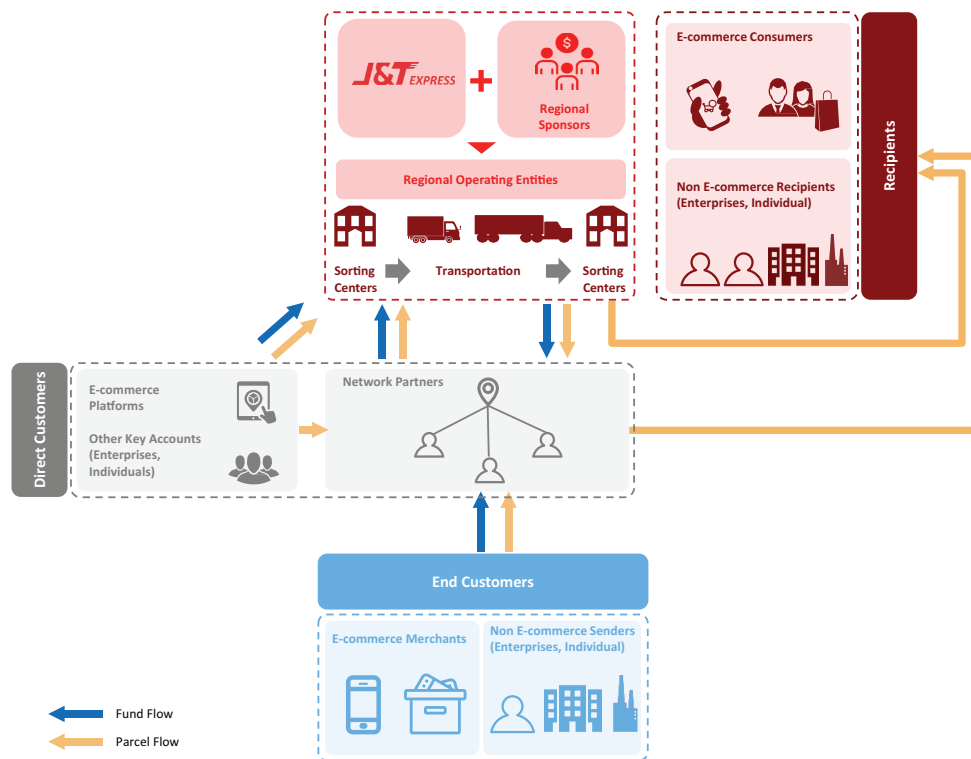 J&T EXPRESS
Regional
Sponsors
Regional Operating Entities
Sorting
Centers
Transportation
Sorting
Centers
E-commerce Consumers
Non E-commerce Recipients
(Enterprises, Individual)
Recipients
Direct Customers
E-commerce
Platforms
Other Key Accounts
(Enterprises,
Individuals)
Network Partners
End Customers
E-commerce Merchants
Non E-commerce Senders
(Enterprises, Individual)
Fund Flow
Parcel Flow